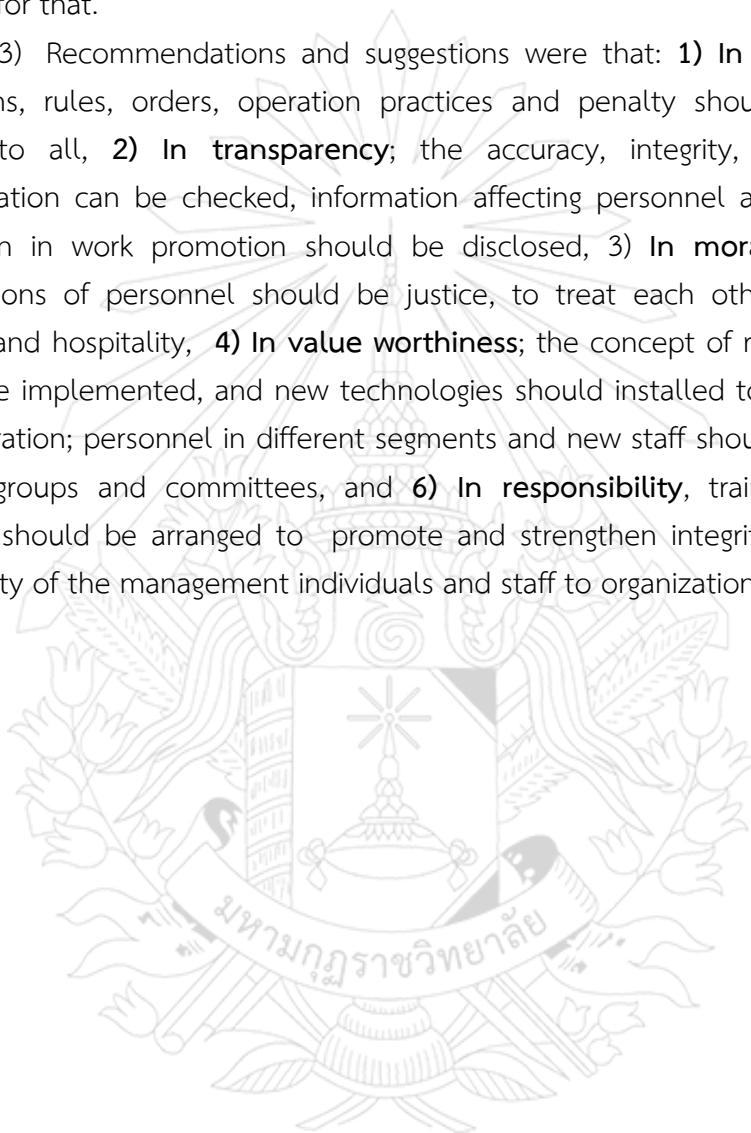 for that.
3) Recommendations and suggestions were that: 1) In
ns, rules, orders, operation practices and penalty shou
to all, 2) In transparency; the accuracy, integrity,
ation can be checked, information affecting personnel a
n in work promotion should be disclosed, 3) In mora
ons of personnel should be justice, to treat each oth
and hospitality, 4) In value worthiness; the concept of r
e implemented, and new technologies should installed to
ration; personnel in different segments and new staff shou
groups and committees, and 6) In responsibility, trair
should be arranged to promote and strengthen integrit
ty of the management individuals and staff to organization
มหามกุฏราชวิทยาลัย